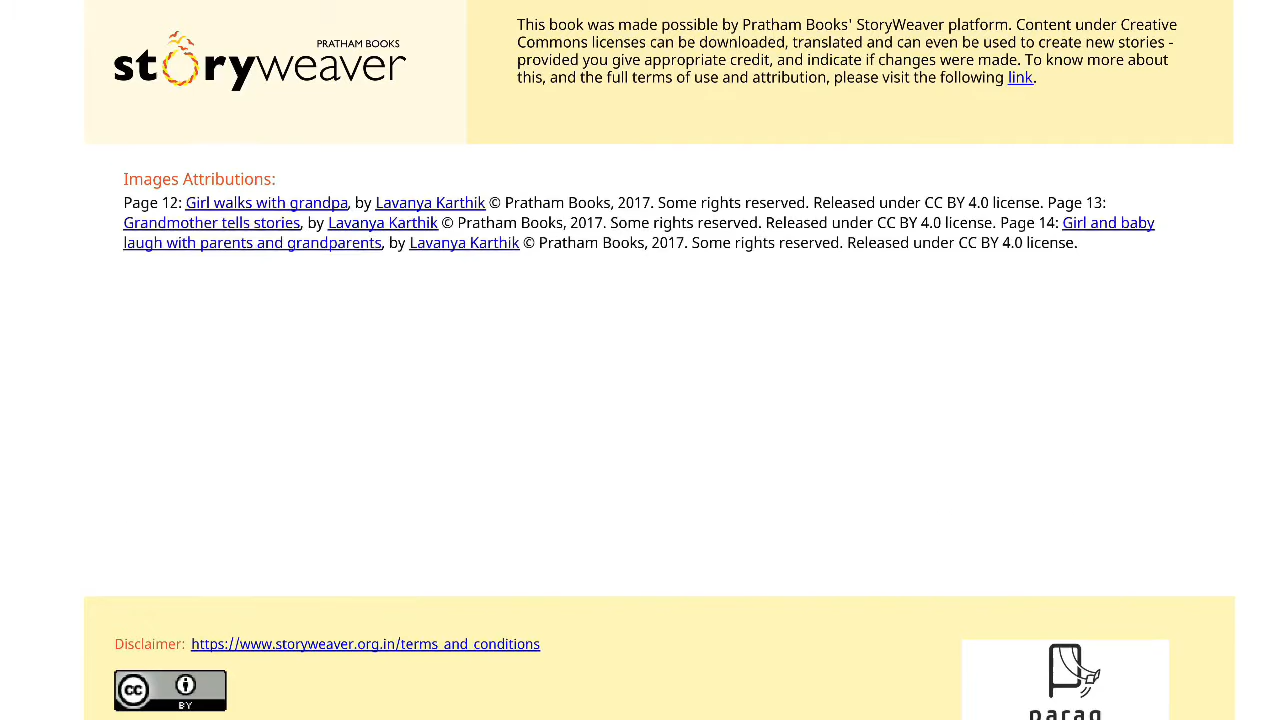 PRATHAM BOOKS
storyweaver
This book was made possible by Pratham Books' StoryWeaver platform. Content under Creative
Commons licenses can be downloaded, translated and can even be used to create new stories -
provided you give appropriate credit, and indicate if changes were made. To know more about
this, and the full terms of use and attribution, please visit the following link.
Images Attributions:
Page 12: Girl walks with grandpa, by Lavanya Karthik © Pratham Books, 2017. Some rights reserved. Released under CC BY 4.0 license. Page 13:
Grandmother tells stories, by Lavanya Karthik © Pratham Books, 2017. Some rights reserved. Released under CC BY 4.0 license. Page 14: Girl and baby
laugh with parents and grandparents, by Lavanya Karthik © Pratham Books, 2017. Some rights reserved. Released under CC BY 4.0 license.
Disclaimer: https://www.storyweaver.org.in/terms_and_conditions
cc
BY
parag